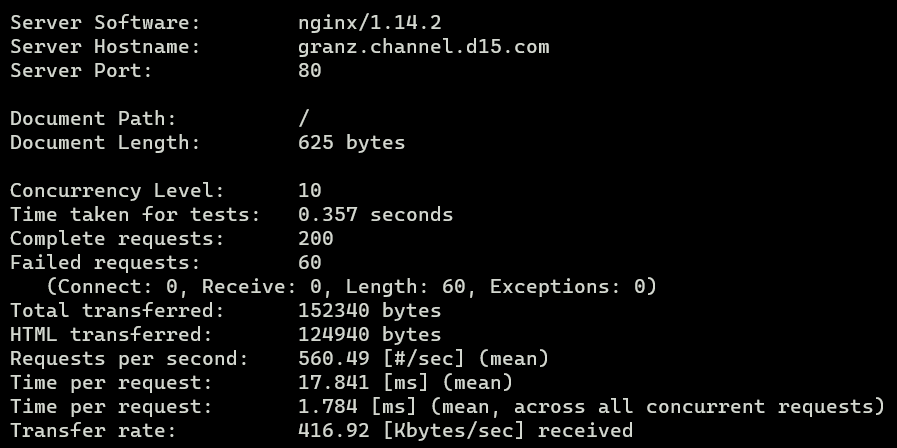 Server Software:        nginx/1.14.2
Server Hostname:        granz.channel.d15.com
Server Port:            80

Document Path:          /
Document Length:        625 bytes

Concurrency Level:      10
Time taken for tests:   0.357 seconds
Complete requests:      200
Failed requests:        60
   (Connect: 0, Receive: 0, Length: 60, Exceptions: 0)
Total transferred:      152340 bytes
HTML transferred:       124940 bytes
Requests per second:    560.49 [#/sec] (mean)
Time per request:       17.841 [ms] (mean)
Time per request:       1.784 [ms] (mean, across all concurrent requests)
Transfer rate:          416.92 [Kbytes/sec] received